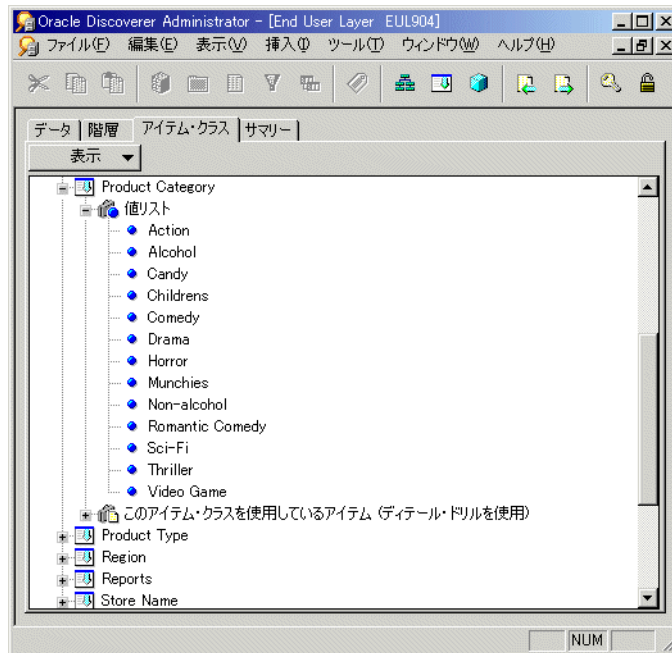 Oracle Discoverer Administrator - [End User Layer  EUL904]
ファイル(F) 編集(E) 表示(V) 挿入(I) ツール(T) ウィンドウ(W) ヘルプ(H)
データ 階層 アイテム・クラス サマリー
表示
Product Category
値リスト
Action
Alcohol
Candy
Childrens
Comedy
Drama
Horror
Munchies
Non-alcohol
Romantic Comedy
Sci-Fi
Thriller
Video Game
このアイテム・クラスを使用しているアイテム (ディテール・ドリルを使用)
Product Type
Region
Reports
Store Name
NUM